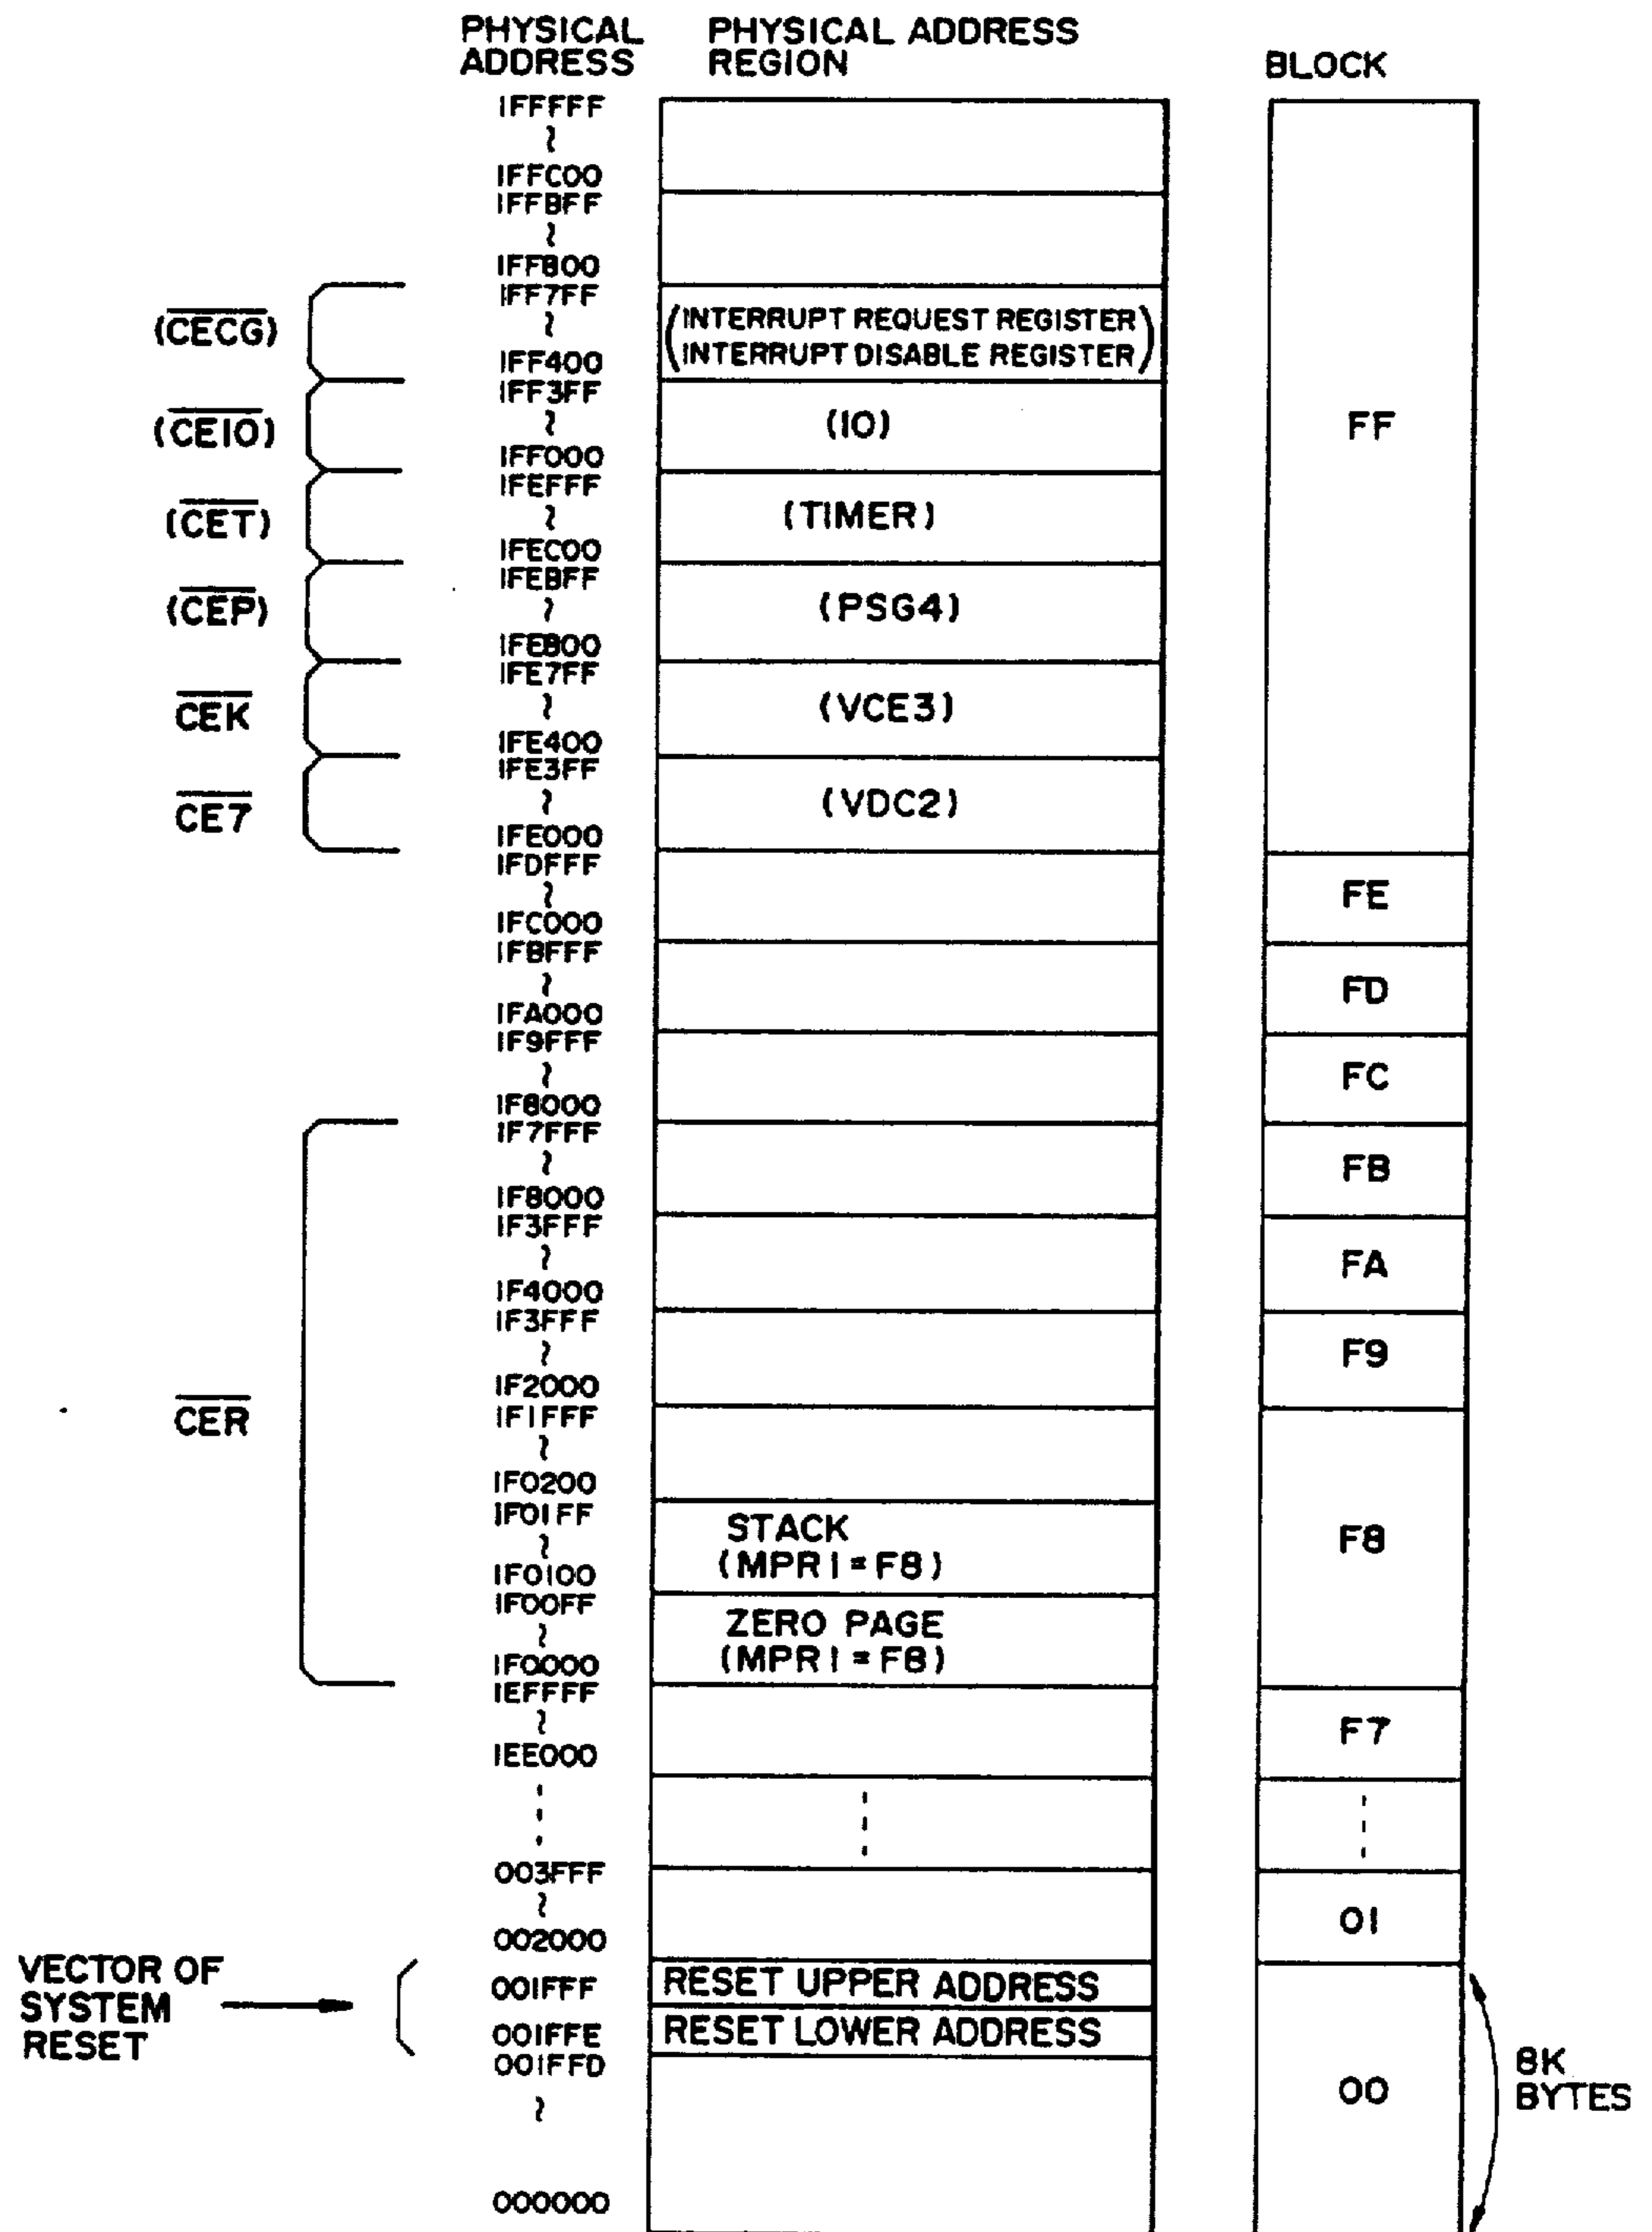 PHYSICAL ADDRESS
PHYSICAL ADDRESS REGION
BLOCK
1FFFFF
~
1FFC00
1FFBFF
~
1FF800
1FF7FF
~
1FF400
(CECG)
(INTERRUPT REQUEST REGISTER
INTERRUPT DISABLE REGISTER)
FF
1FF3FF
~
1FF000
(CEIO)
(IO)
1FEFFF
~
1FEC00
(CET)
(TIMER)
1FEBFF
~
1FE800
(CEP)
(PSG4)
1FE7FF
~
1FE400
CEK
(VCE3)
1FE3FF
~
1FE000
CE7
(VDC2)
1FDFFF
~
1FC000
FE
1FBFFF
~
1FA000
FD
1F9FFF
~
1F8000
FC
1F7FFF
~
1F8000
FB
1F3FFF
~
1F4000
FA
1F3FFF
~
1F2000
F9
CER
1F1FFF
~
1F0200
1F01FF
~
1F0100
STACK
(MPR1=F8)
F8
1F00FF
~
1F0000
ZERO PAGE
(MPR1=F8)
1EFFFF
~
1EE000
F7
003FFF
~
002000
01
VECTOR OF
SYSTEM
RESET
001FFF
RESET UPPER ADDRESS
001FFE
RESET LOWER ADDRESS
001FFD
~
000000
00
8K
BYTES